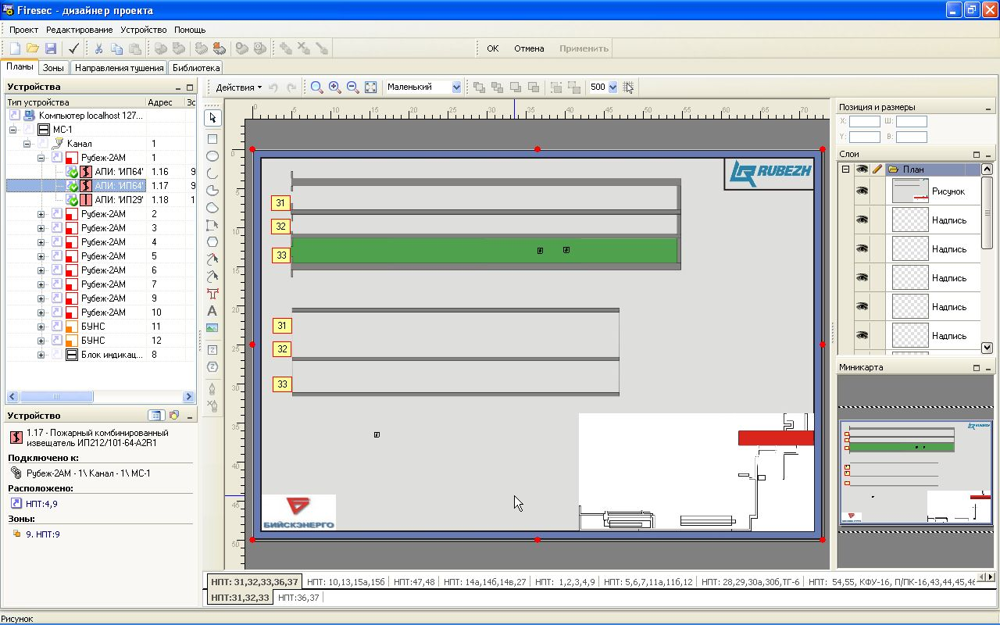 Firesec - дизайнер проекта
Проект Редактирование Устройство Помощь
ОК Отмена Применить
Планы Зоны Направления тушения Библиотека
Устройства
Тип устройства Адрес Зо
Компьютер localhost 127...
МС-1
Канал 1
Рубеж-2АМ 1
АПИ: 'ИП64' 1.16 9
АПИ: 'ИП64' 1.17 9
АПИ: 'ИП29' 1.18 1
Рубеж-2АМ 2
Рубеж-2АМ 3
Рубеж-2АМ 4
Рубеж-2АМ 5
Рубеж-2АМ 6
Рубеж-2АМ 7
Рубеж-2АМ 9
Рубеж-2АМ 10
БУНС 11
БУНС 12
Блок индикац... 8
Устройство
1.17 - Пожарный комбинированный
извещатель ИП212/101-64-A2R1
Подключено к:
Рубеж-2АМ - 1\ Канал - 1\ МС-1
Расположено:
НПТ:4,9
Зоны:
9. НПТ:9
Действия Маленький 500
0 5 10 15 20 25 30 35 40 45 50 55 60 65 70
0
5
10
15
20
25
30
35
40
45
50
RUBEZH
31
32
33
31
32
33
БИЙСКЭНЕРГО
НПТ: 31,32,33,36,37 НПТ: 10,13,15а,15б НПТ:47,48 НПТ: 14а,14б,14в,27 НПТ: 1,2,3,4,9 НПТ: 5,6,7,11а,11б,12 НПТ: 28,29,30а,30б,ТГ-6 НПТ: 54,55, КФУ-16, П/ПК-13,43,44,45,46
НПТ:31,32,33 НПТ:36,37
Позиция и размеры
X: Ш:
Y: В:
Слои
План
Рисунок
Надпись
Надпись
Надпись
Надпись
Надпись
Миникарта
RUBEZH
Рисунок